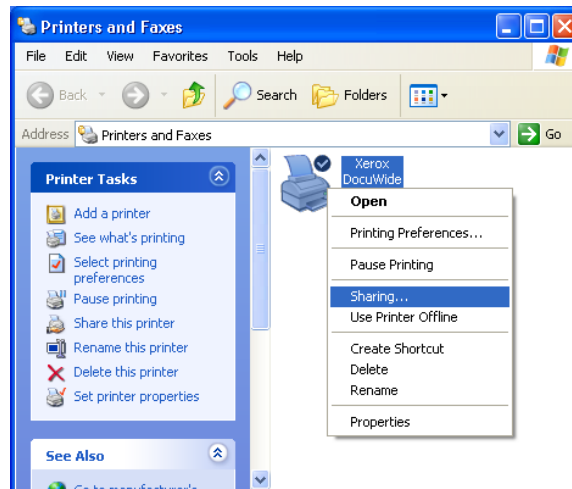 Printers and Faxes
File Edit View Favorites Tools Help
Back Search Folders
Address Printers and Faxes Go
Printer Tasks
Add a printer
See what's printing
Select printing
preferences
Pause printing
Share this printer
Rename this printer
Delete this printer
Set printer properties
See Also
Go to manufacturer's
Xerox
DocuWide
Open
Printing Preferences...
Pause Printing
Sharing...
Use Printer Offline
Create Shortcut
Delete
Rename
Properties